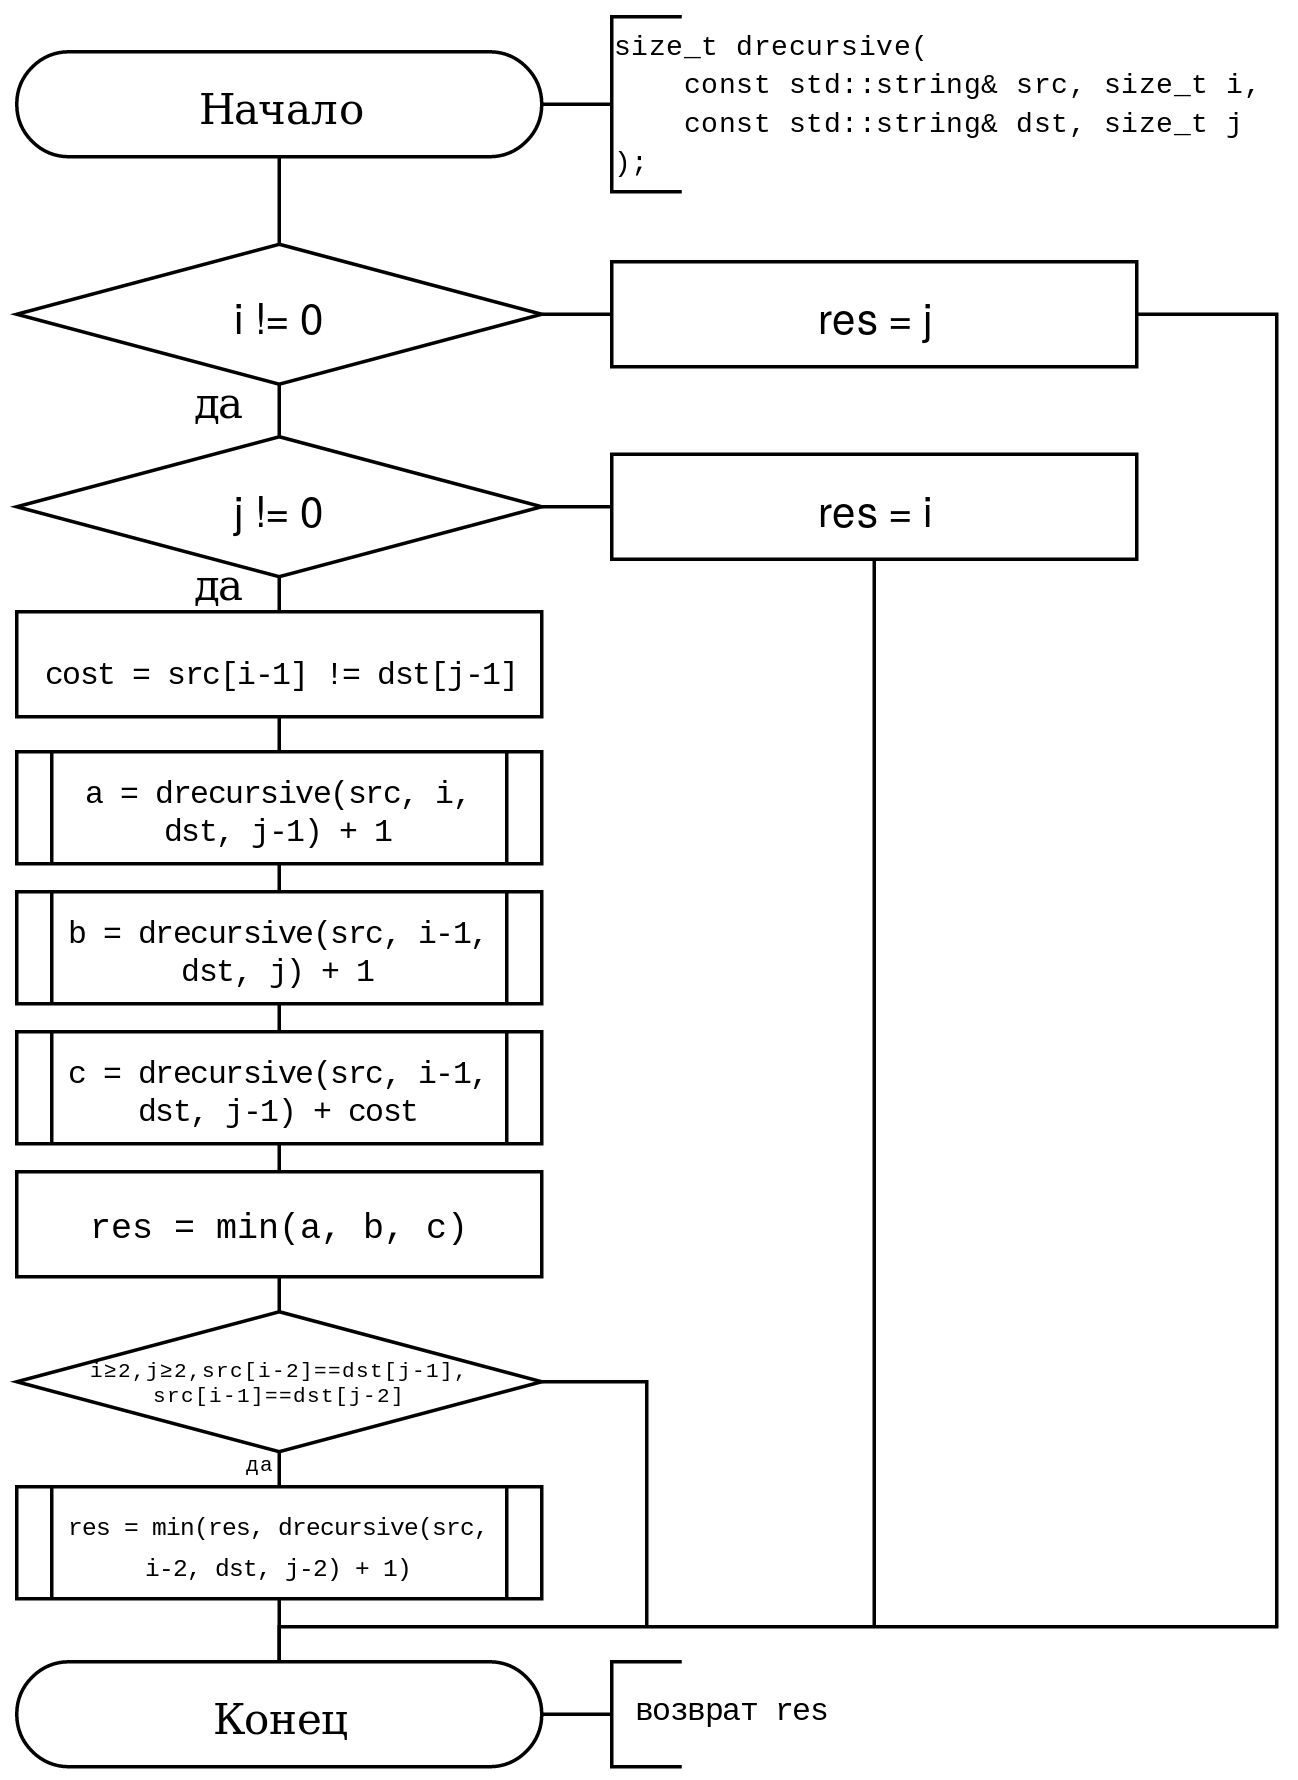 Начало
size_t drecursive(
const std::string& src, size_t i,
const std::string& dst, size_t j
);
i != 0
res = j
да
j != 0
res = i
да
cost = src[i-1] != dst[j-1]
a = drecursive(src, i,
dst, j-1) + 1
b = drecursive(src, i-1,
dst, j) + 1
c = drecursive(src, i-1,
dst, j-1) + cost
res = min(a, b, c)
i≥2,j≥2,src[i-2]==dst[j-1],
src[i-1]==dst[j-2]
да
res = min(res, drecursive(src,
i-2, dst, j-2) + 1)
Конец
возврат res